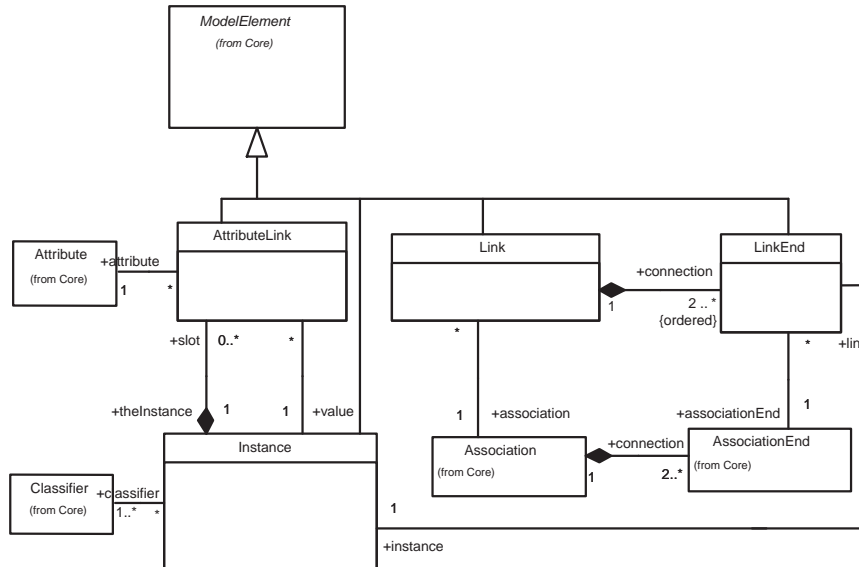 ModelElement
(from Core)
AttributeLink
Link
LinkEnd
Attribute
(from Core)
+attribute
1
*
+connection
1
2 .. *
{ordered}
+slot
0..*
*
*
*
+lin
+theInstance
1
1
+value
1
+association
+associationEnd
1
Instance
Association
(from Core)
+connection
1
2..*
AssociationEnd
(from Core)
Classifier
(from Core)
+classifier
1..*
*
1
+instance